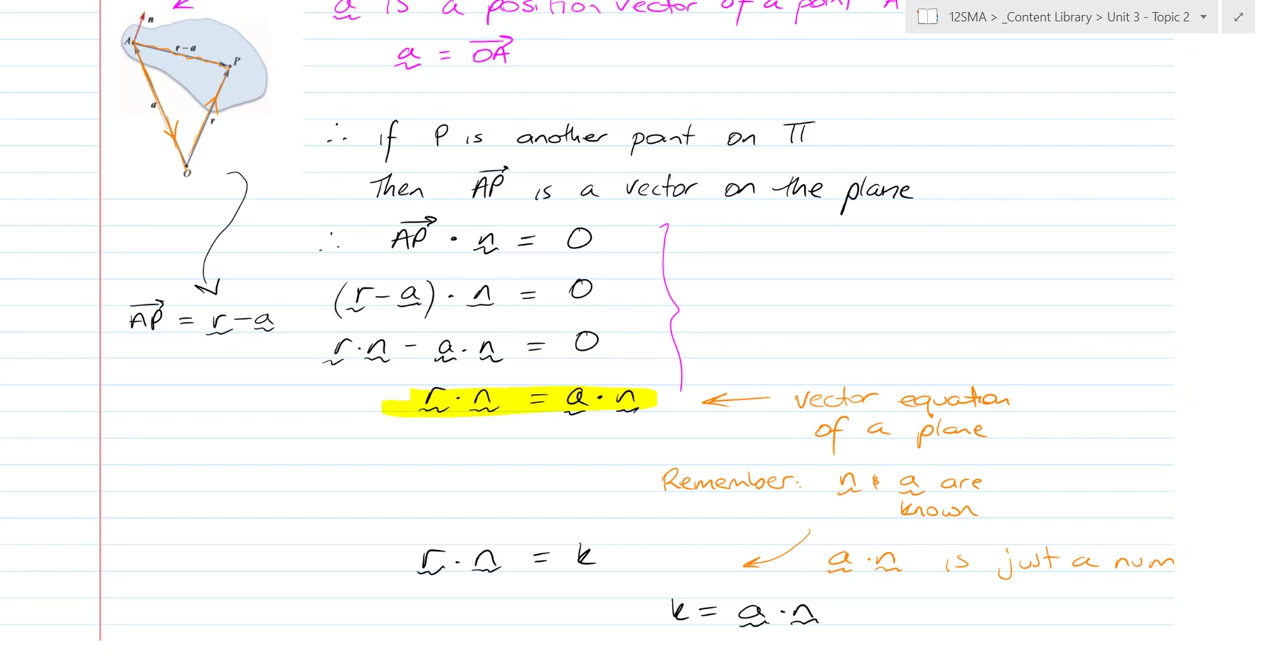 12SMA > _Content Library > Unit 3 - Topic 2
a is a position vector of a point A
a = OA
n
A
r – a
P
a
r
O
∴ if P is another point on Π
Then AP is a vector on the plane
∴ AP · n = 0
(r – a) · n = 0
AP = r – a
r · n – a · n = 0
r · n = a · n
vector equation
of a plane
Remember: n & a are
known
r · n = k
a · n is just a num
k = a · n